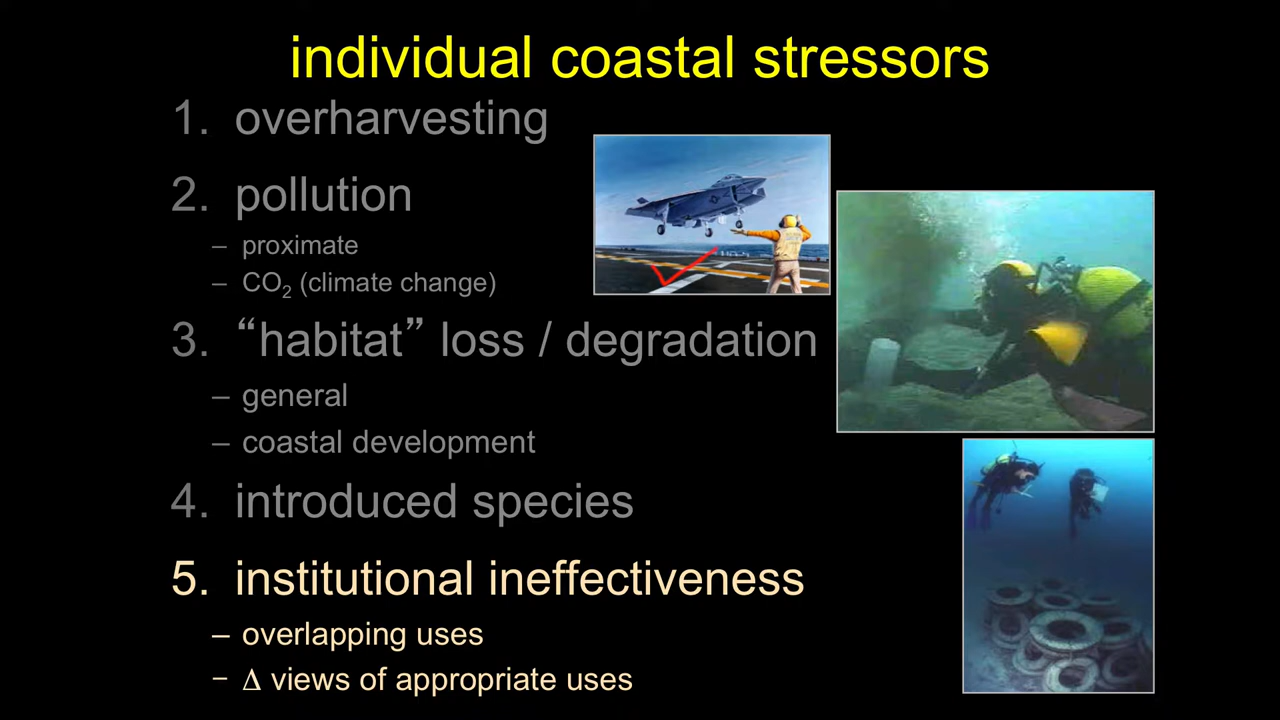 individual coastal stressors
1. overharvesting
2. pollution
– proximate
– CO₂ (climate change)
3. “habitat” loss / degradation
– general
– coastal development
4. introduced species
5. institutional ineffectiveness
– overlapping uses
− Δ views of appropriate uses